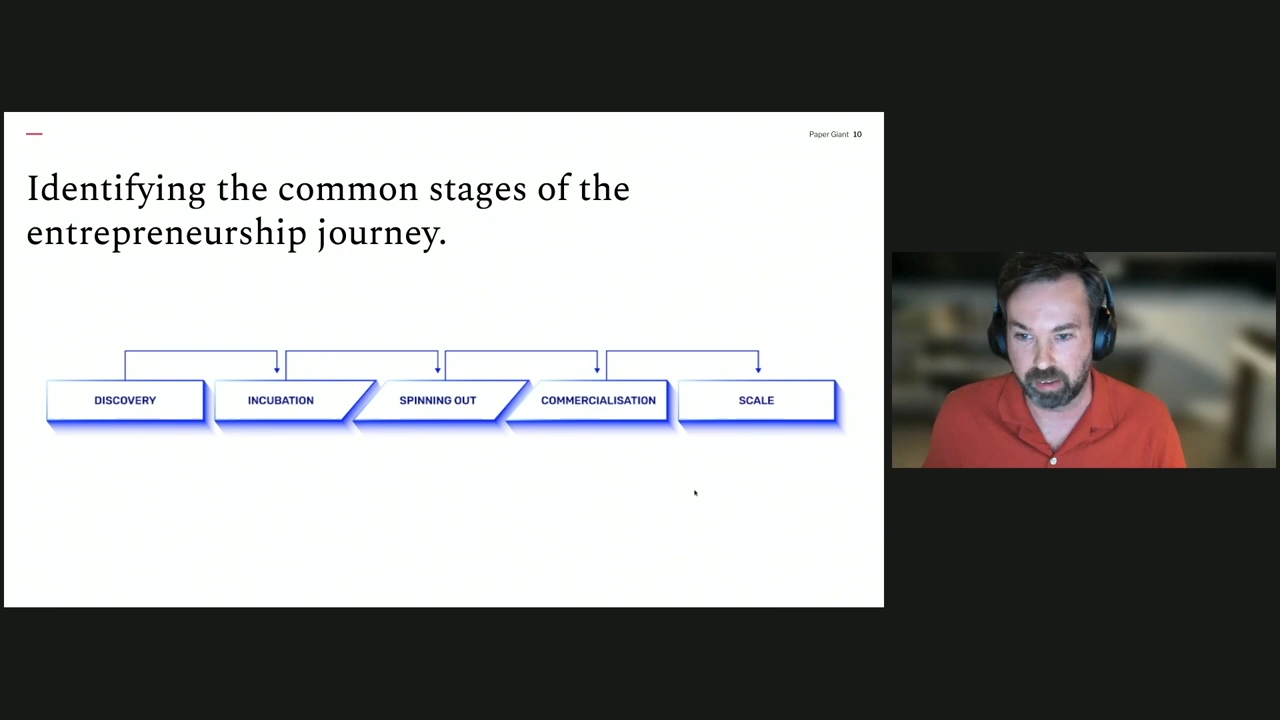 Paper Giant 10
Identifying the common stages of the
entrepreneurship journey.
DISCOVERY
INCUBATION
SPINNING OUT
COMMERCIALISATION
SCALE